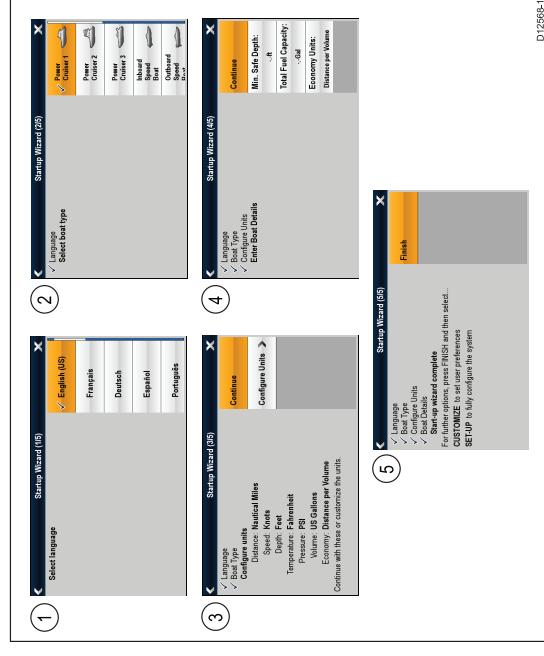 1
Startup Wizard (1/5)
Select language
English (US)
Français
Deutsch
Español
Português
2
Startup Wizard (2/5)
Language
Select boat type
Power
Cruiser 1
Power
Cruiser 2
Power
Cruiser 3
Inboard
Speed
Boat
Outboard
Speed
3
Startup Wizard (3/5)
Language
Boat Type
Configure units
Distance: Nautical Miles
Speed: Knots
Depth: Feet
Temperature: Fahrenheit
Pressure: PSI
Volume: US Gallons
Economy: Distance per Volume
Continue with these or customize the units.
Continue
Configure Units
4
Startup Wizard (4/5)
Language
Boat Type
Configure Units
Enter Boat Details
Continue
Min. Safe Depth:
-.-ft
Total Fuel Capacity:
-.-Gal
Economy Units:
Distance per Volume
5
Startup Wizard (5/5)
Language
Boat Type
Configure Units
Boat Details
Start-up wizard complete
For further options, press FINISH and then select...
CUSTOMIZE to set user preferences
SET-UP to fully configure the system
Finish
D12568-1